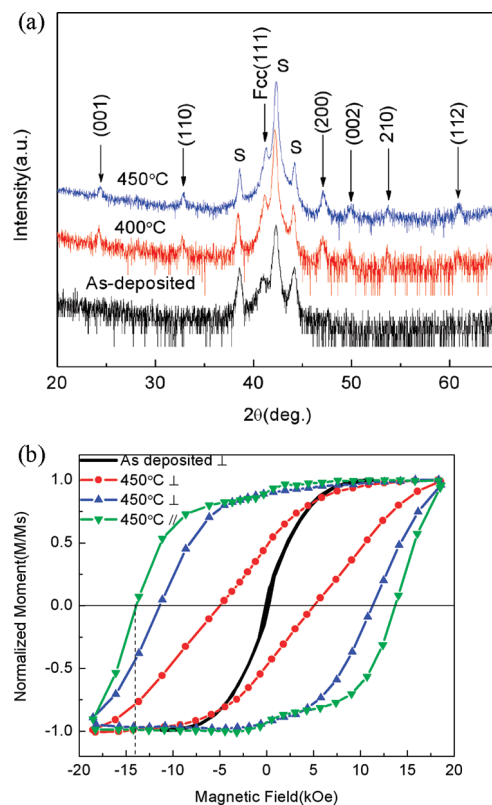 (a)
Intensity(a.u.)
(001)
(110)
S
Fcc(111)
S
S
(200)
(002)
210)
(112)
450°C
400°C
As-deposited
20 30 40 50 60
2θ(deg.)
(b)
Normalized Moment(M/Ms)
As deposited ⊥
450°C ⊥
450°C ⊥
450°C //
1.0
0.5
0.0
-0.5
-1.0
-20 -15 -10 -5 0 5 10 15 20
Magnetic Field(kOe)